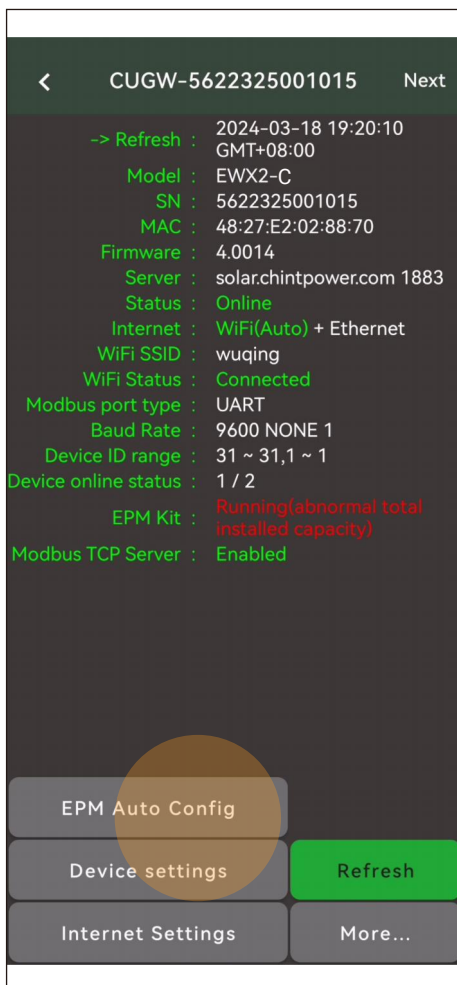 CUGW-5622325001015 Next
-> Refresh : 2024-03-18 19:20:10
GMT+08:00
Model : EWX2-C
SN : 5622325001015
MAC : 48:27:E2:02:88:70
Firmware : 4.0014
Server : solar.chintpower.com 1883
Status : Online
Internet : WiFi(Auto) + Ethernet
WiFi SSID : wuqing
WiFi Status : Connected
Modbus port type : UART
Baud Rate : 9600 NONE 1
Device ID range : 31 ~ 31,1 ~ 1
Device online status : 1 / 2
EPM Kit : Running(abnormal total
installed capacity)
Modbus TCP Server : Enabled
EPM Auto Config
Device settings Refresh
Internet Settings More...